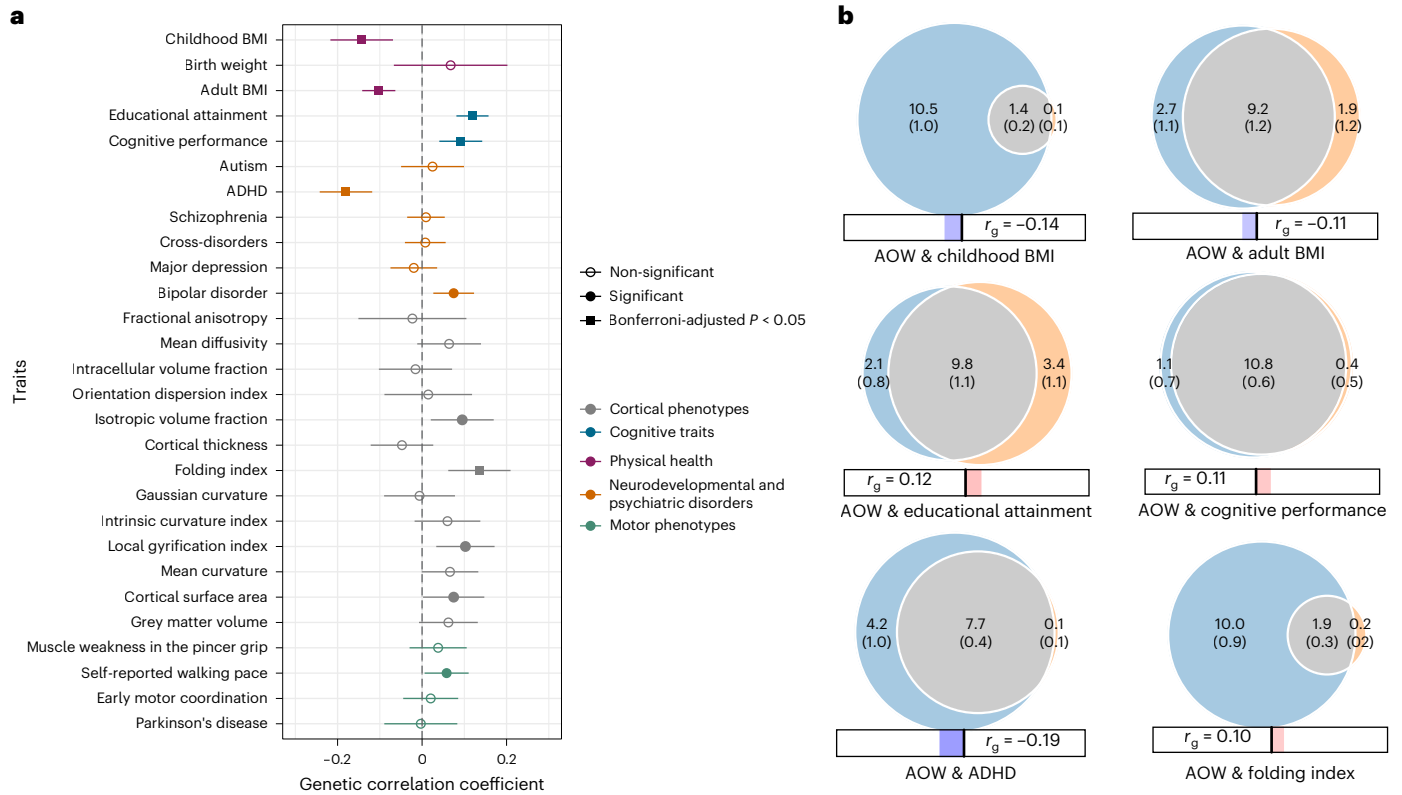 a
Traits
Childhood BMI
Birth weight
Adult BMI
Educational attainment
Cognitive performance
Autism
ADHD
Schizophrenia
Cross-disorders
Major depression
Bipolar disorder
Fractional anisotropy
Mean diffusivity
Intracellular volume fraction
Orientation dispersion index
Isotropic volume fraction
Cortical thickness
Folding index
Gaussian curvature
Intrinsic curvature index
Local gyrification index
Mean curvature
Cortical surface area
Grey matter volume
Muscle weakness in the pincer grip
Self-reported walking pace
Early motor coordination
Parkinson's disease
−0.2 0 0.2
Genetic correlation coefficient
Non-significant
Significant
Bonferroni-adjusted P < 0.05
Cortical phenotypes
Cognitive traits
Physical health
Neurodevelopmental and
psychiatric disorders
Motor phenotypes
b
10.5 1.4 0.1
(1.0) (0.2) (0.1)
rg = −0.14
AOW & childhood BMI
2.7 9.2 1.9
(1.1) (1.2) (1.2)
rg = −0.11
AOW & adult BMI
2.1 9.8 3.4
(0.8) (1.1) (1.1)
rg = 0.12
AOW & educational attainment
1.1 10.8 0.4
(0.7) (0.6) (0.5)
rg = 0.11
AOW & cognitive performance
4.2 7.7 0.1
(1.0) (0.4) (0.1)
rg = −0.19
AOW & ADHD
10.0 1.9 0.2
(0.9) (0.3) (02)
rg = 0.10
AOW & folding index